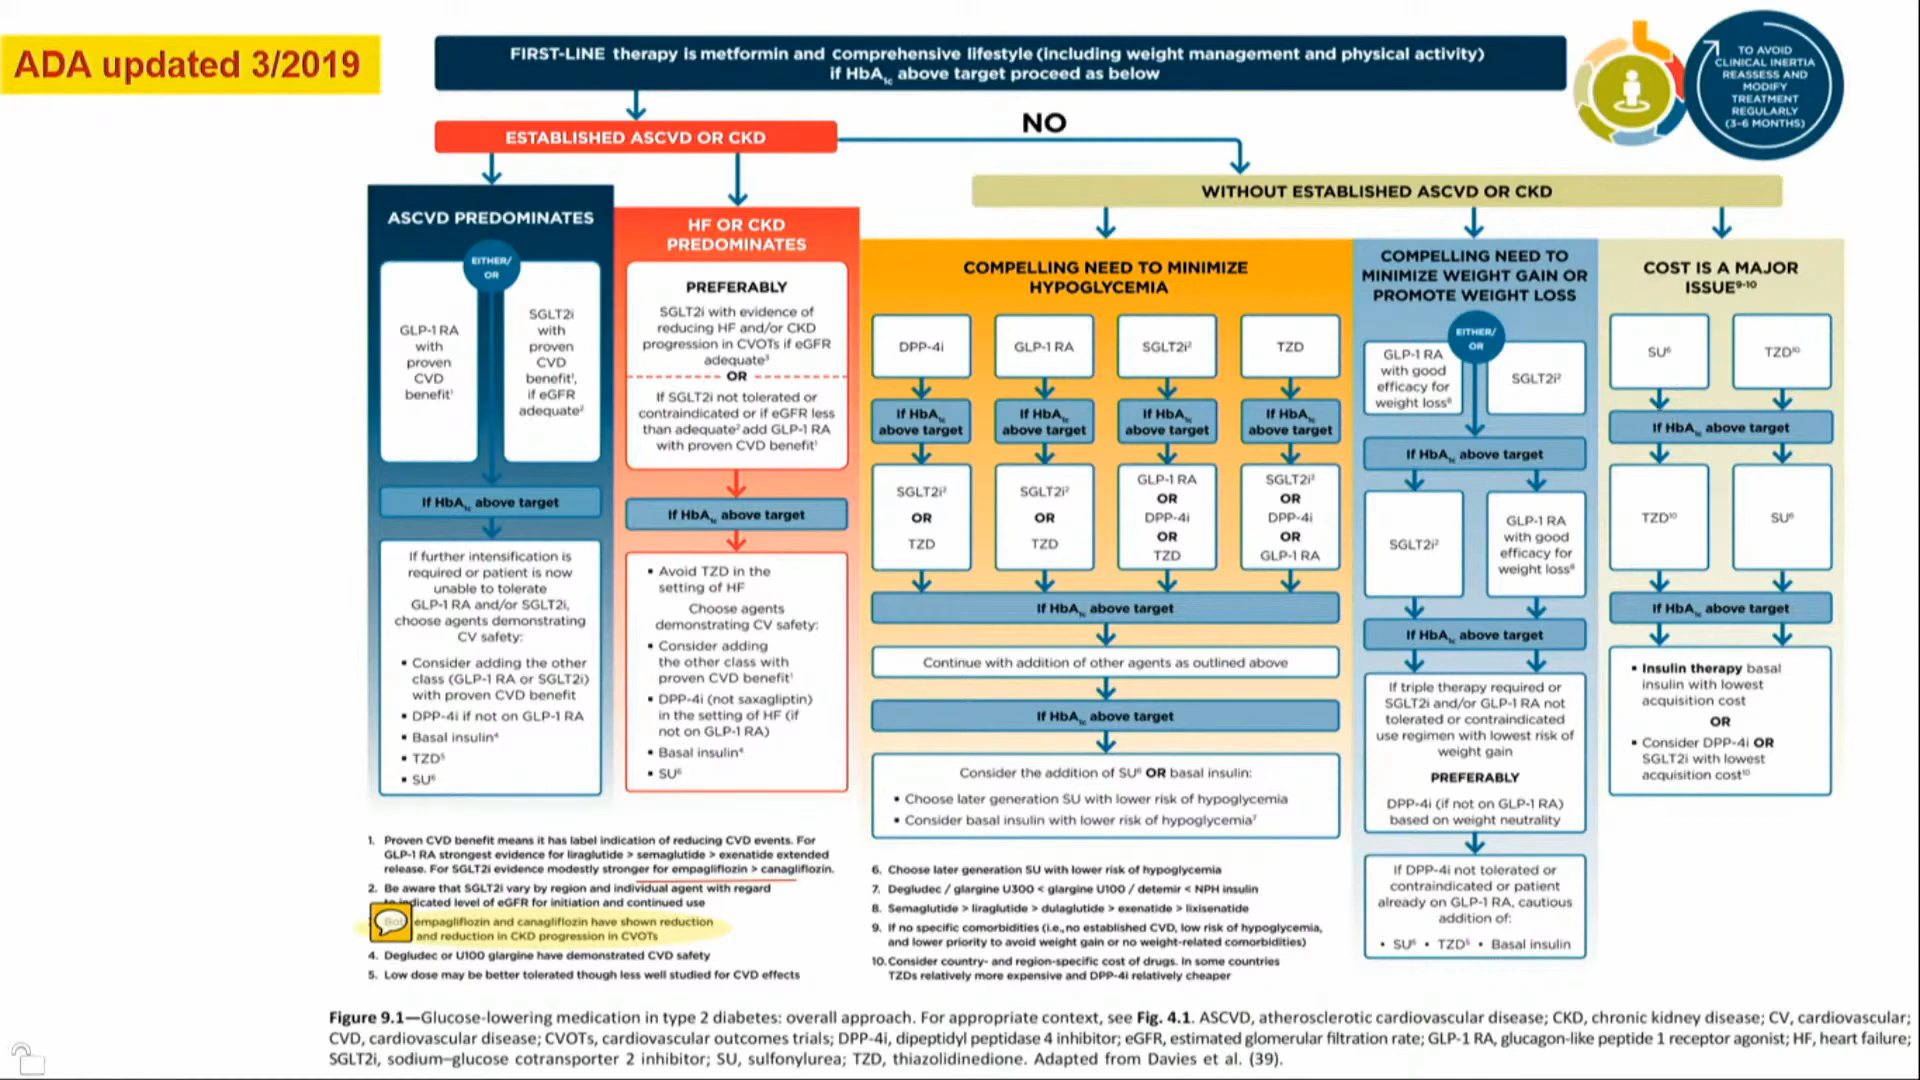 ADA updated 3/2019
FIRST-LINE therapy is metformin and comprehensive lifestyle (including weight management and physical activity)
if HbA1c above target proceed as below
TO AVOID
CLINICAL INERTIA
REASSESS AND
MODIFY
TREATMENT
REGULARLY
(3-6 MONTHS)
ESTABLISHED ASCVD OR CKD
NO
WITHOUT ESTABLISHED ASCVD OR CKD
ASCVD PREDOMINATES
EITHER/
OR
GLP-1 RA
with
proven
CVD
benefit¹
SGLT2i
with
proven
CVD
benefit¹,
if eGFR
adequate²
If HbA1c above target
If further intensification is
required or patient is now
unable to tolerate
GLP-1 RA and/or SGLT2i,
choose agents demonstrating
CV safety:
▪ Consider adding the other
class (GLP-1 RA or SGLT2i)
with proven CVD benefit
▪ DPP-4i if not on GLP-1 RA
▪ Basal insulin⁴
▪ TZD⁵
▪ SU⁶
HF OR CKD
PREDOMINATES
PREFERABLY
SGLT2i with evidence of
reducing HF and/or CKD
progression in CVOTs if eGFR
adequate³
OR
If SGLT2i not tolerated or
contraindicated or if eGFR less
than adequate² add GLP-1 RA
with proven CVD benefit¹
If HbA1c above target
▪ Avoid TZD in the
setting of HF
Choose agents
demonstrating CV safety:
▪ Consider adding
the other class with
proven CVD benefit¹
▪ DPP-4i (not saxagliptin)
in the setting of HF (if
not on GLP-1 RA)
▪ Basal insulin⁴
▪ SU⁶
COMPELLING NEED TO MINIMIZE
HYPOGLYCEMIA
DPP-4i
GLP-1 RA
SGLT2i²
TZD
If HbA1c
above target
If HbA1c
above target
If HbA1c
above target
If HbA1c
above target
SGLT2i²
OR
TZD
SGLT2i²
OR
TZD
GLP-1 RA
OR
DPP-4i
OR
TZD
SGLT2i²
OR
DPP-4i
OR
GLP-1 RA
If HbA1c above target
Continue with addition of other agents as outlined above
If HbA1c above target
Consider the addition of SU⁶ OR basal insulin:
▪ Choose later generation SU with lower risk of hypoglycemia
▪ Consider basal insulin with lower risk of hypoglycemia⁷
COMPELLING NEED TO
MINIMIZE WEIGHT GAIN OR
PROMOTE WEIGHT LOSS
EITHER/
OR
GLP-1 RA
with good
efficacy for
weight loss⁸
SGLT2i²
If HbA1c above target
SGLT2i²
GLP-1 RA
with good
efficacy for
weight loss⁸
If HbA1c above target
If triple therapy required or
SGLT2i and/or GLP-1 RA not
tolerated or contraindicated
use regimen with lowest risk of
weight gain
PREFERABLY
DPP-4i (if not on GLP-1 RA)
based on weight neutrality
If DPP-4i not tolerated or
contraindicated or patient
already on GLP-1 RA, cautious
addition of:
• SU⁶ • TZD⁵ • Basal insulin
COST IS A MAJOR
ISSUE⁹⁻¹⁰
SU⁶
TZD¹⁰
If HbA1c above target
TZD¹⁰
SU⁶
If HbA1c above target
▪ Insulin therapy basal
insulin with lowest
acquisition cost
OR
▪ Consider DPP-4i OR
SGLT2i with lowest
acquisition cost¹⁰
1. Proven CVD benefit means it has label indication of reducing CVD events. For
GLP-1 RA strongest evidence for liraglutide > semaglutide > exenatide extended
release. For SGLT2i evidence modestly stronger for empagliflozin > canagliflozin.
2. Be aware that SGLT2i vary by region and individual agent with regard
to indicated level of eGFR for initiation and continued use
empagliflozin and canagliflozin have shown reduction
and reduction in CKD progression in CVOTs
4. Degludec or U100 glargine have demonstrated CVD safety
5. Low dose may be better tolerated though less well studied for CVD effects
6. Choose later generation SU with lower risk of hypoglycemia
7. Degludec / glargine U300 < glargine U100 / detemir < NPH insulin
8. Semaglutide > liraglutide > dulaglutide > exenatide > lixisenatide
9. If no specific comorbidities (i.e., no established CVD, low risk of hypoglycemia,
and lower priority to avoid weight gain or no weight-related comorbidities)
10. Consider country- and region-specific cost of drugs. In some countries
TZDs relatively more expensive and DPP-4i relatively cheaper
Figure 9.1—Glucose-lowering medication in type 2 diabetes: overall approach. For appropriate context, see Fig. 4.1. ASCVD, atherosclerotic cardiovascular disease; CKD, chronic kidney disease; CV, cardiovascular;
CVD, cardiovascular disease; CVOTs, cardiovascular outcomes trials; DPP-4i, dipeptidyl peptidase 4 inhibitor; eGFR, estimated glomerular filtration rate; GLP-1 RA, glucagon-like peptide 1 receptor agonist; HF, heart failure;
SGLT2i, sodium–glucose cotransporter 2 inhibitor; SU, sulfonylurea; TZD, thiazolidinedione. Adapted from Davies et al. (39).